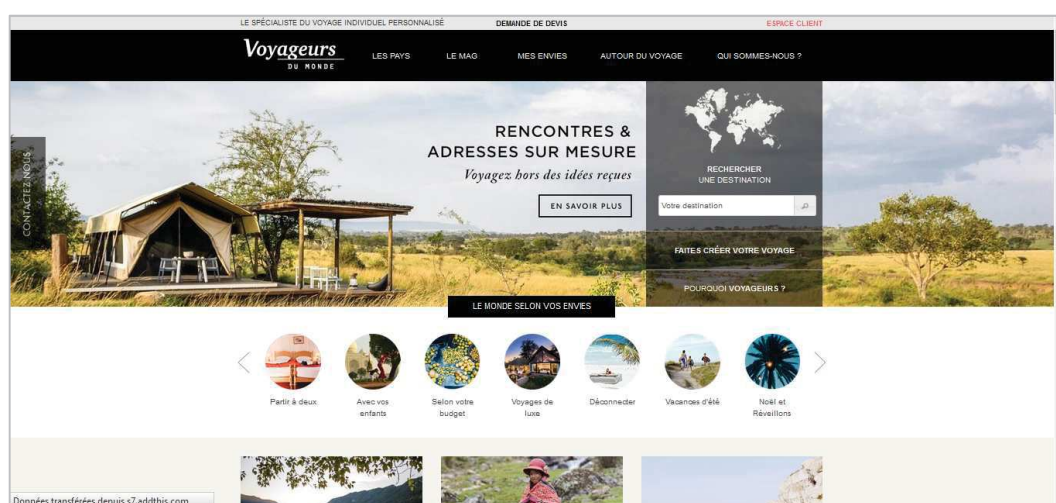 LE SPÉCIALISTE DU VOYAGE INDIVIDUEL PERSONNALISÉ
DEMANDE DE DEVIS
ESPACE CLIENT
Voyageurs
DU MONDE
LES PAYS
LE MAG
MES ENVIES
AUTOUR DU VOYAGE
QUI SOMMES-NOUS ?
CONTACTEZ-NOUS
RENCONTRES &
ADRESSES SUR MESURE
Voyagez hors des idées reçues
EN SAVOIR PLUS
RECHERCHER
UNE DESTINATION
Votre destination
FAITES CRÉER VOTRE VOYAGE
POURQUOI VOYAGEURS ?
LE MONDE SELON VOS ENVIES
Partir à deux
Avec vos
enfants
Selon votre
budget
Voyages de
luxe
Déconnecter
Vacances d'été
Noël et
Réveillons
Données transférées depuis s7.addthis.com